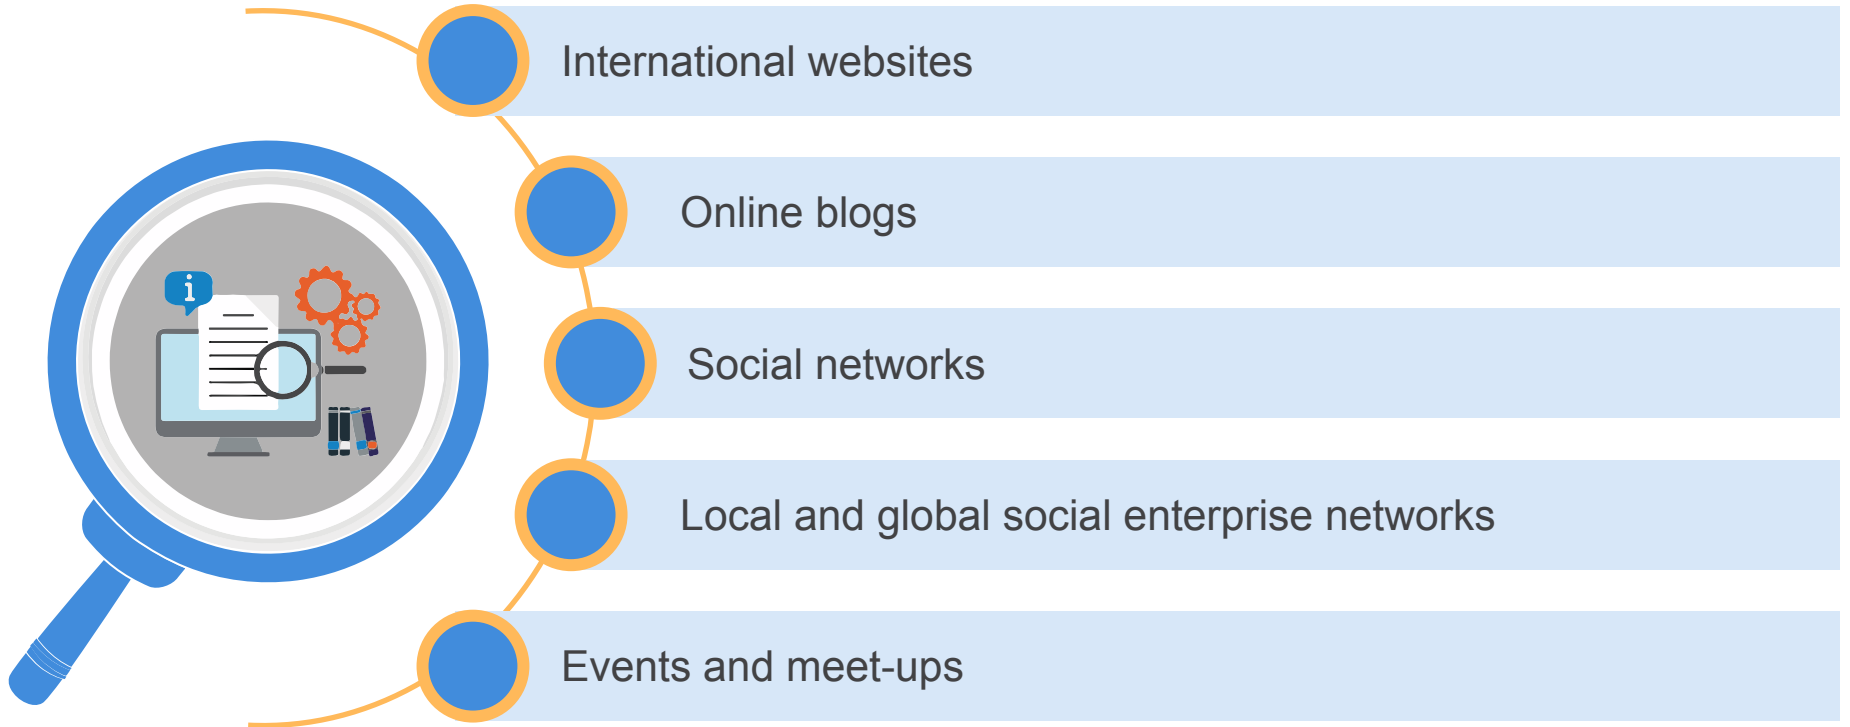 International websites
Online blogs
Social networks
Local and global social enterprise networks
Events and meet-ups
i